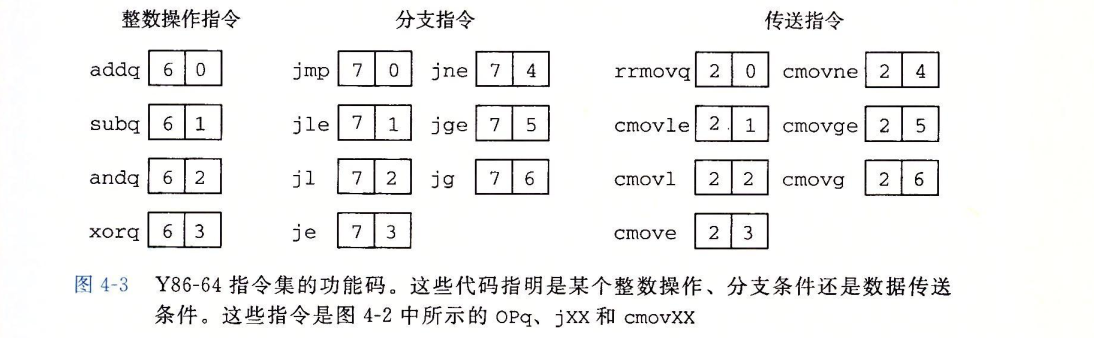 整数操作指令 分支指令 传送指令
addq 6 0 jmp 7 0 jne 7 4 rrmovq 2 0 cmovne 2 4
subq 6 1 jle 7 1 jge 7 5 cmovle 2 1 cmovge 2 5
andq 6 2 jl 7 2 jg 7 6 cmovl 2 2 cmovg 2 6
xorq 6 3 je 7 3 cmove 2 3
图 4-3 Y86-64 指令集的功能码。这些代码指明是某个整数操作、分支条件还是数据传送
条件。这些指令是图 4-2 中所示的 OPq、jXX 和 cmovXX